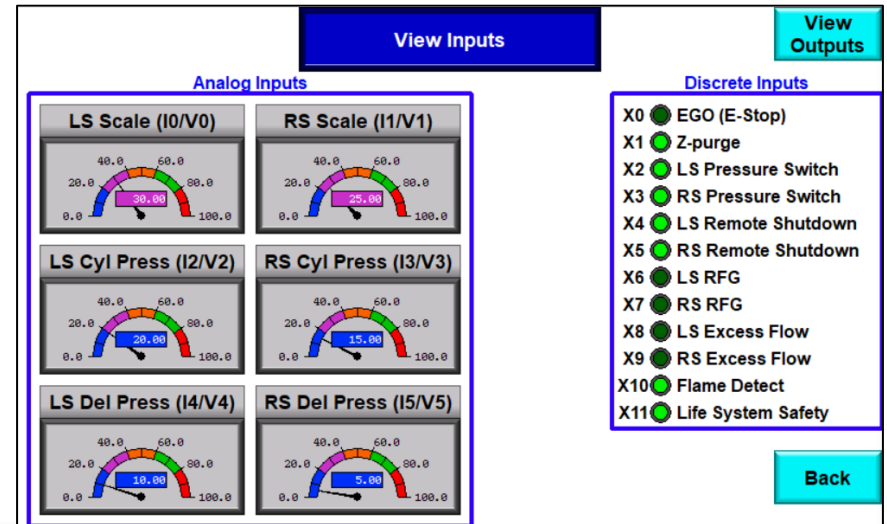 View Inputs
View
Outputs
Analog Inputs
Discrete Inputs
LS Scale (I0/V0)
0.0
20.0
40.0
60.0
80.0
100.0
30.00
RS Scale (I1/V1)
0.0
20.0
40.0
60.0
80.0
100.0
25.00
LS Cyl Press (I2/V2)
0.0
20.0
40.0
60.0
80.0
100.0
20.00
RS Cyl Press (I3/V3)
0.0
20.0
40.0
60.0
80.0
100.0
15.00
LS Del Press (I4/V4)
0.0
20.0
40.0
60.0
80.0
100.0
10.00
RS Del Press (I5/V5)
0.0
20.0
40.0
60.0
80.0
100.0
5.00
X0 EGO (E-Stop)
X1 Z-purge
X2 LS Pressure Switch
X3 RS Pressure Switch
X4 LS Remote Shutdown
X5 RS Remote Shutdown
X6 LS RFG
X7 RS RFG
X8 LS Excess Flow
X9 RS Excess Flow
X10 Flame Detect
X11 Life System Safety
Back